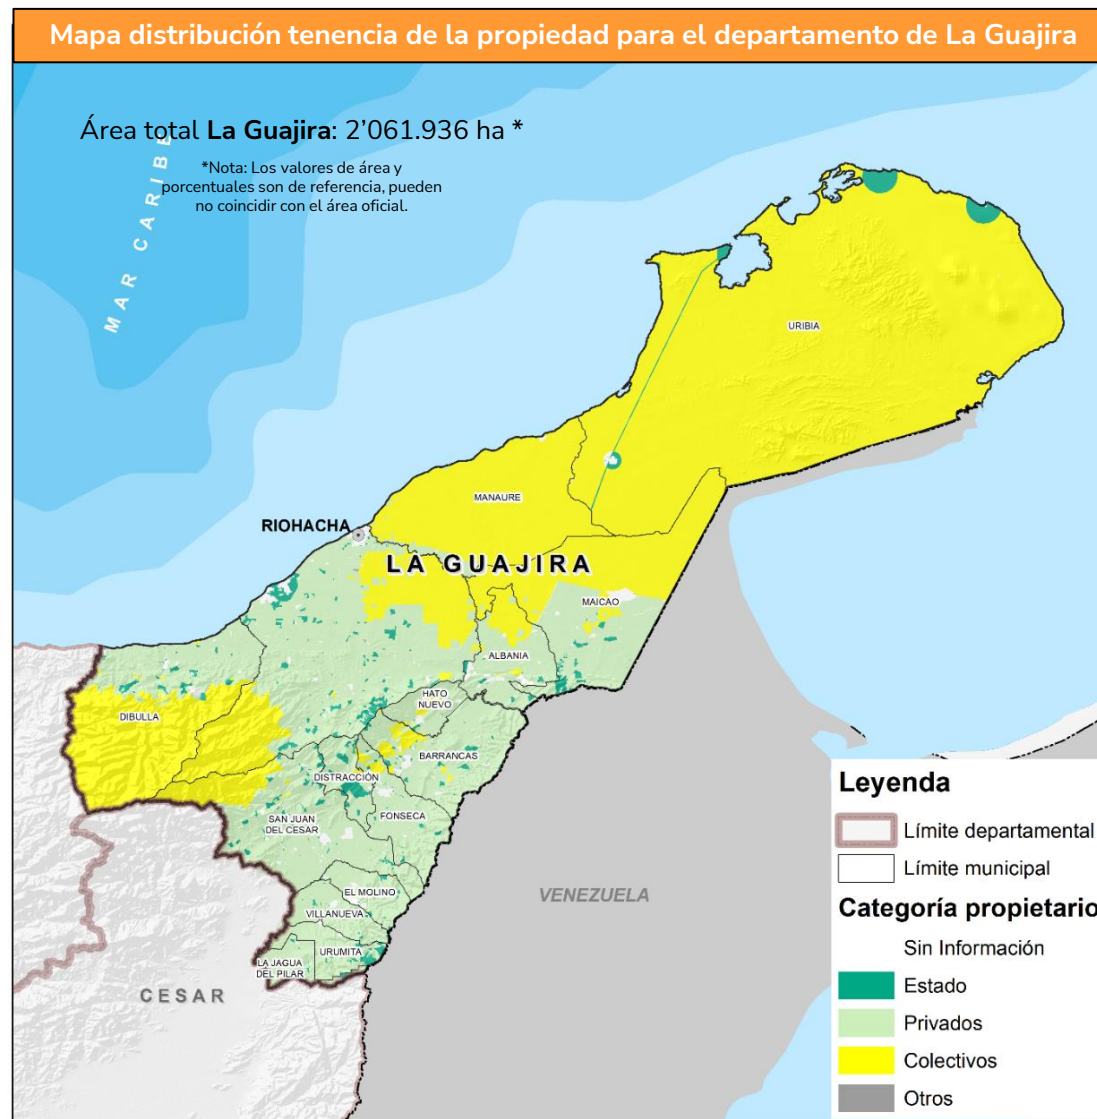 Mapa distribución tenencia de la propiedad para el departamento de La Guajira
Área total La Guajira: 2’061.936 ha *
*Nota: Los valores de área y
porcentuales son de referencia, pueden
no coincidir con el área oficial.
MAR CARIBE
URIBIA
MANAURE
RIOHACHA
LA GUAJIRA
MAICAO
ALBANIA
HATO
NUEVO
DIBULLA
BARRANCAS
DISTRACCIÓN
SAN JUAN
DEL CESAR
FONSECA
EL MOLINO
VILLANUEVA
URUMITA
LA JAGUA
DEL PILAR
CESAR
VENEZUELA
Leyenda
Límite departamental
Límite municipal
Categoría propietario
Sin Información
Estado
Privados
Colectivos
Otros